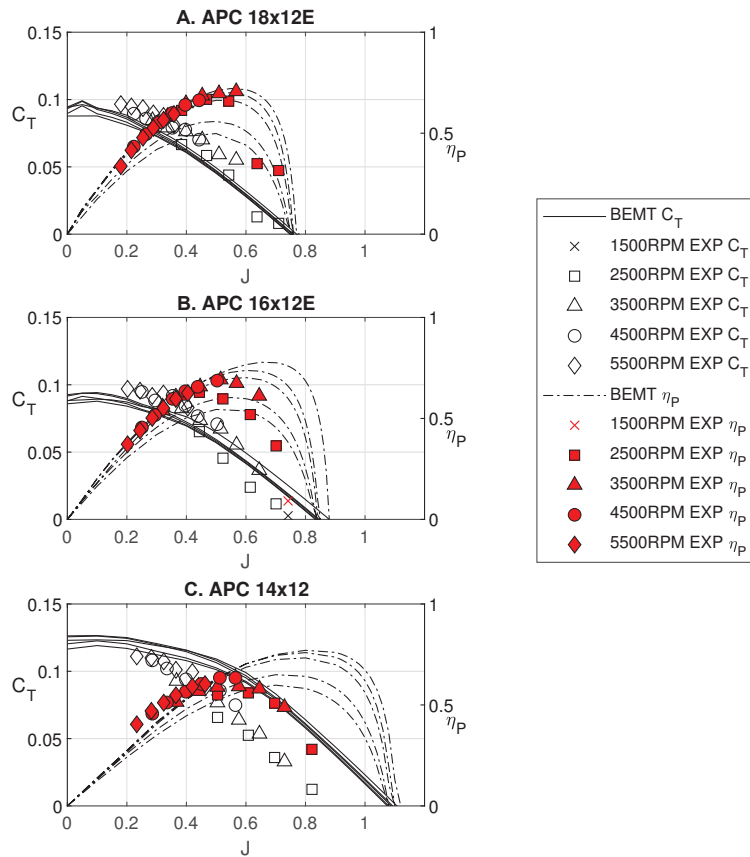 A. APC 18x12E
0.15
0.1
0.05
0
C_T
1
0.5
0
η_P
0 0.2 0.4 0.6 0.8 1
J
B. APC 16x12E
0.15
0.1
0.05
0
C_T
1
0.5
0
η_P
0 0.2 0.4 0.6 0.8 1
J
C. APC 14x12
0.15
0.1
0.05
0
C_T
1
0.5
0
η_P
0 0.2 0.4 0.6 0.8 1
J
BEMT C_T
1500RPM EXP C_T
2500RPM EXP C_T
3500RPM EXP C_T
4500RPM EXP C_T
5500RPM EXP C_T
BEMT η_P
1500RPM EXP η_P
2500RPM EXP η_P
3500RPM EXP η_P
4500RPM EXP η_P
5500RPM EXP η_P